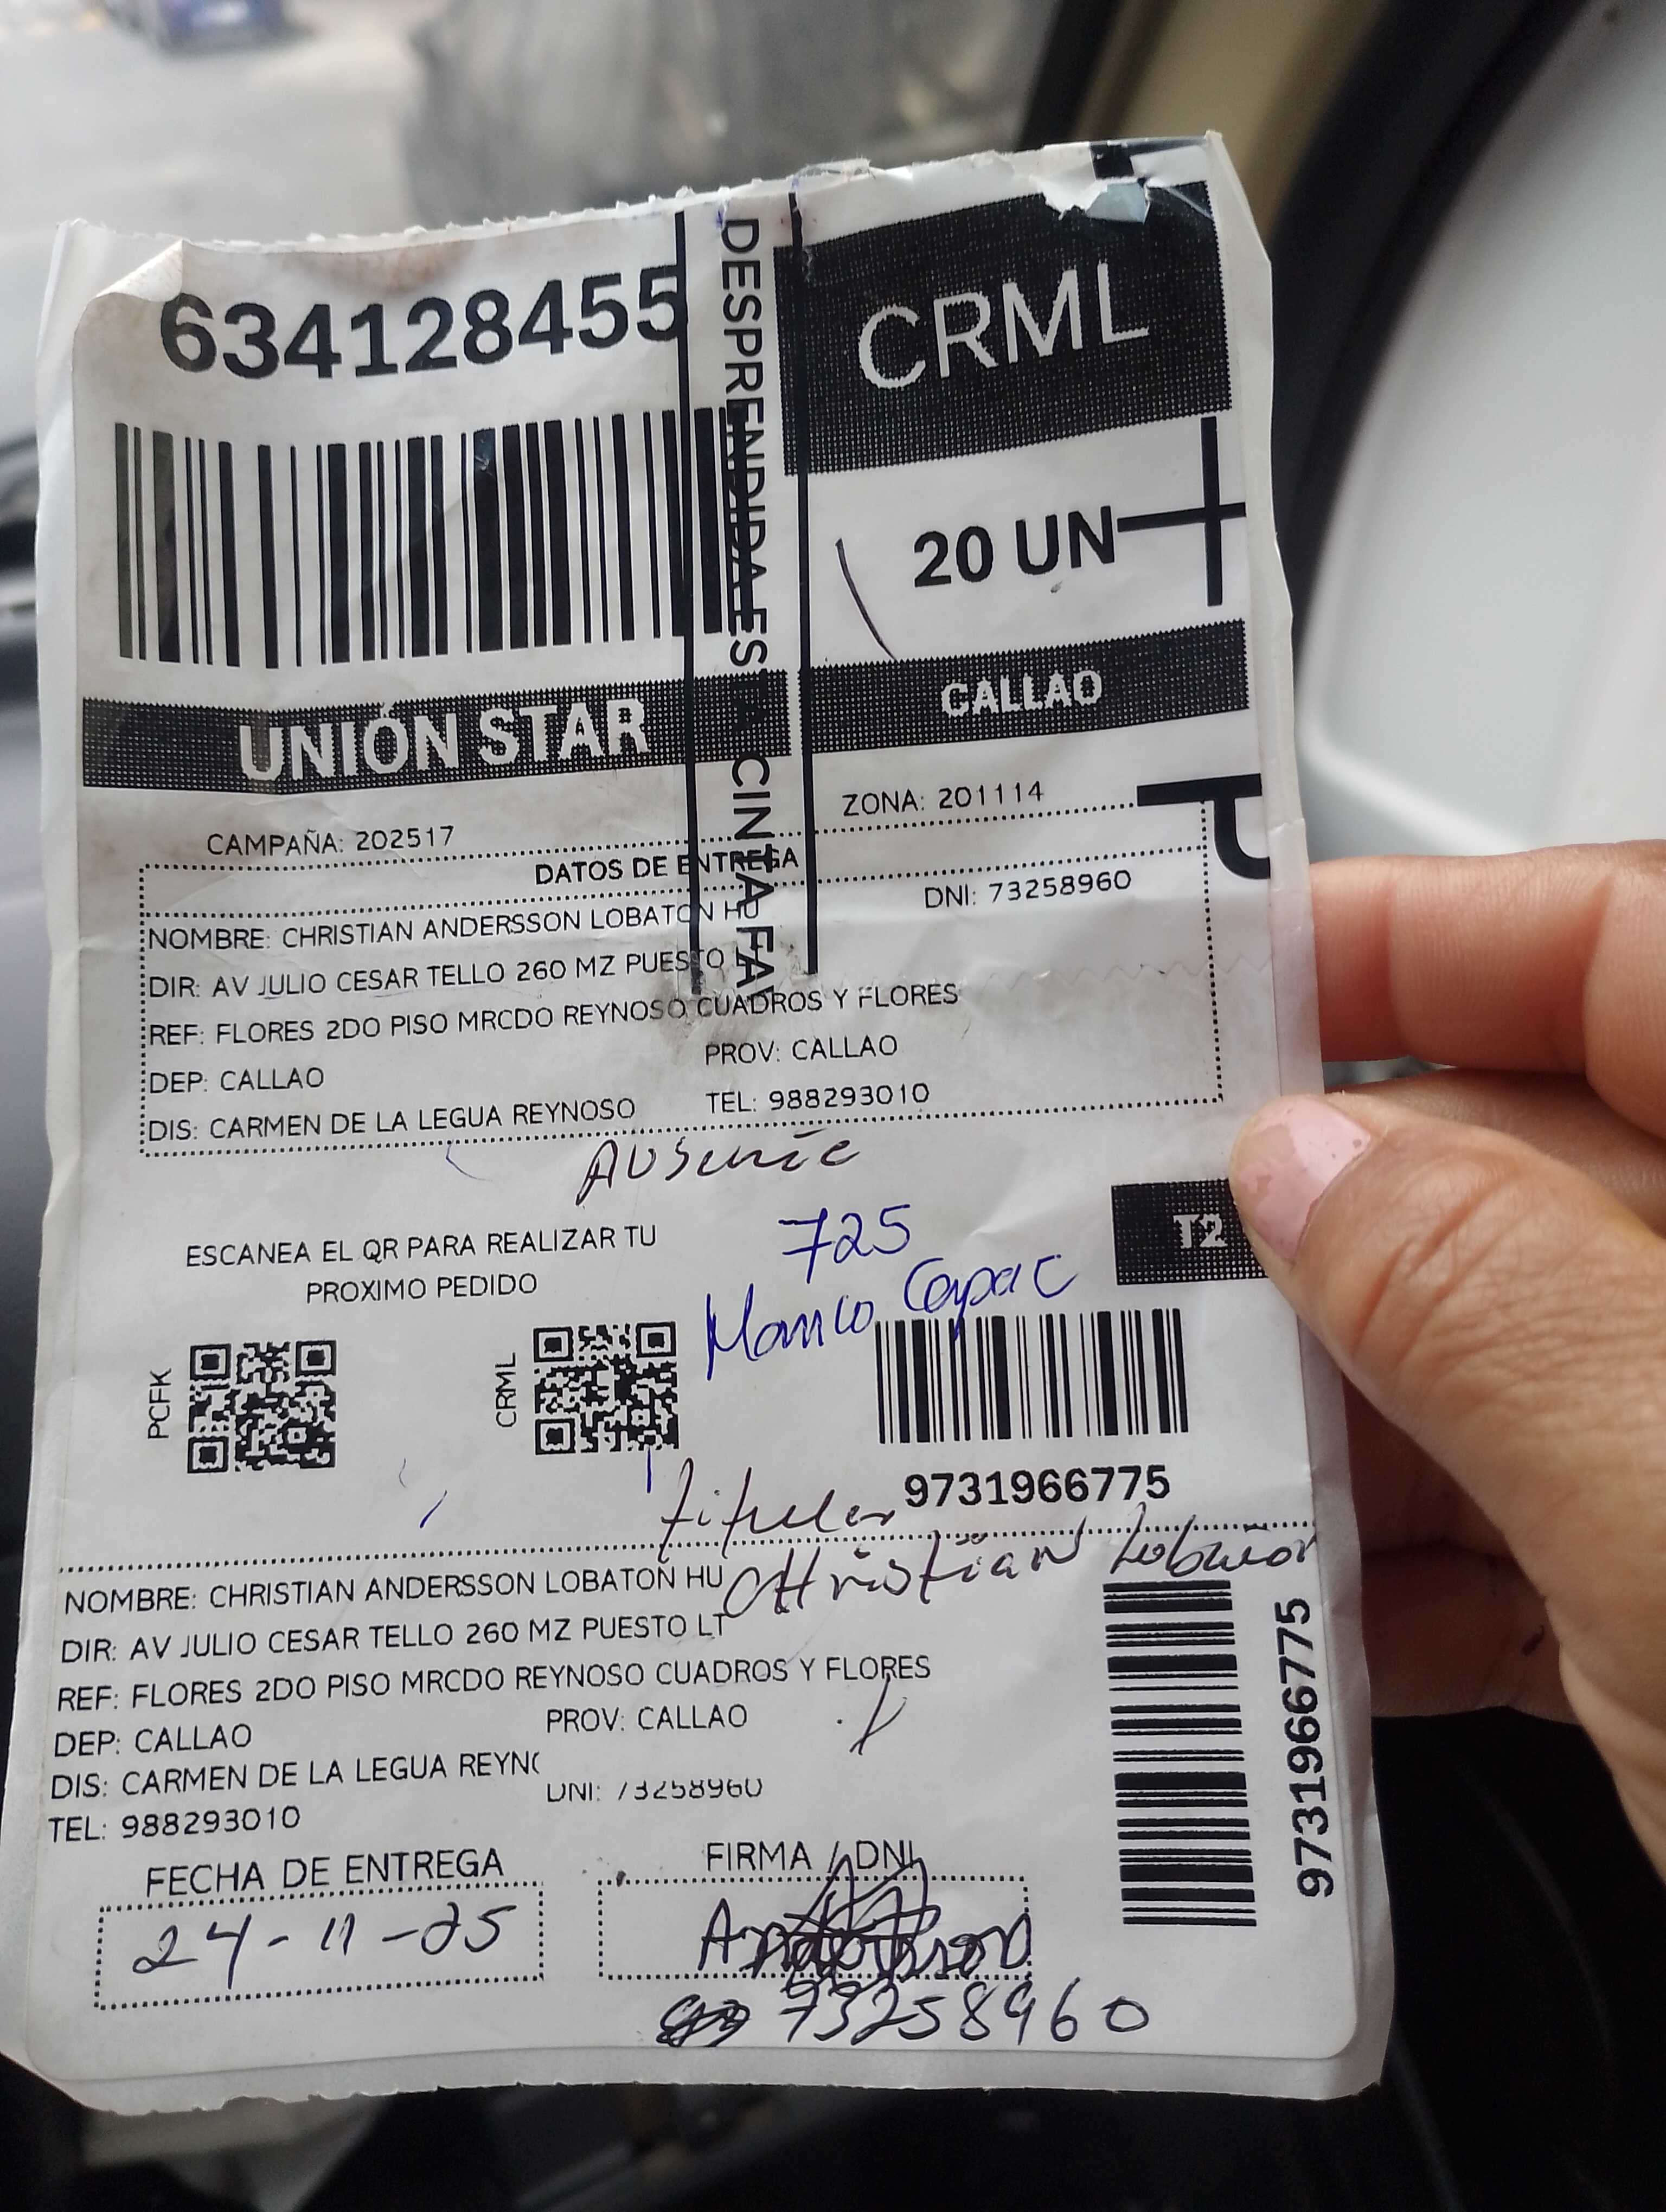 634128455
CRML
20 UN
DESPRENDIDA ESTA CINTA FAV
UNIÓN STAR
CALLAO
CAMPAÑA: 202517
ZONA: 201114
DATOS DE ENTREGA
NOMBRE: CHRISTIAN ANDERSSON LOBATON HU
DNI: 73258960
DIR: AV JULIO CESAR TELLO 260 MZ PUESTO L
REF: FLORES 2DO PISO MRCDO REYNOSO CUADROS Y FLORES
DEP: CALLAO
PROV: CALLAO
DIS: CARMEN DE LA LEGUA REYNOSO
TEL: 988293010
Ausente
ESCANEA EL QR PARA REALIZAR TU
PROXIMO PEDIDO
725
Manco Capac
T2
PCFK
CRML
9731966775
titular
Christian Lobaton
NOMBRE: CHRISTIAN ANDERSSON LOBATON HU
DIR: AV JULIO CESAR TELLO 260 MZ PUESTO LT
REF: FLORES 2DO PISO MRCDO REYNOSO CUADROS Y FLORES
DEP: CALLAO
PROV: CALLAO
DIS: CARMEN DE LA LEGUA REYNO
DNI: 73258960
TEL: 988293010
9731966775
FECHA DE ENTREGA
24-11-25
FIRMA / DNI
73258960